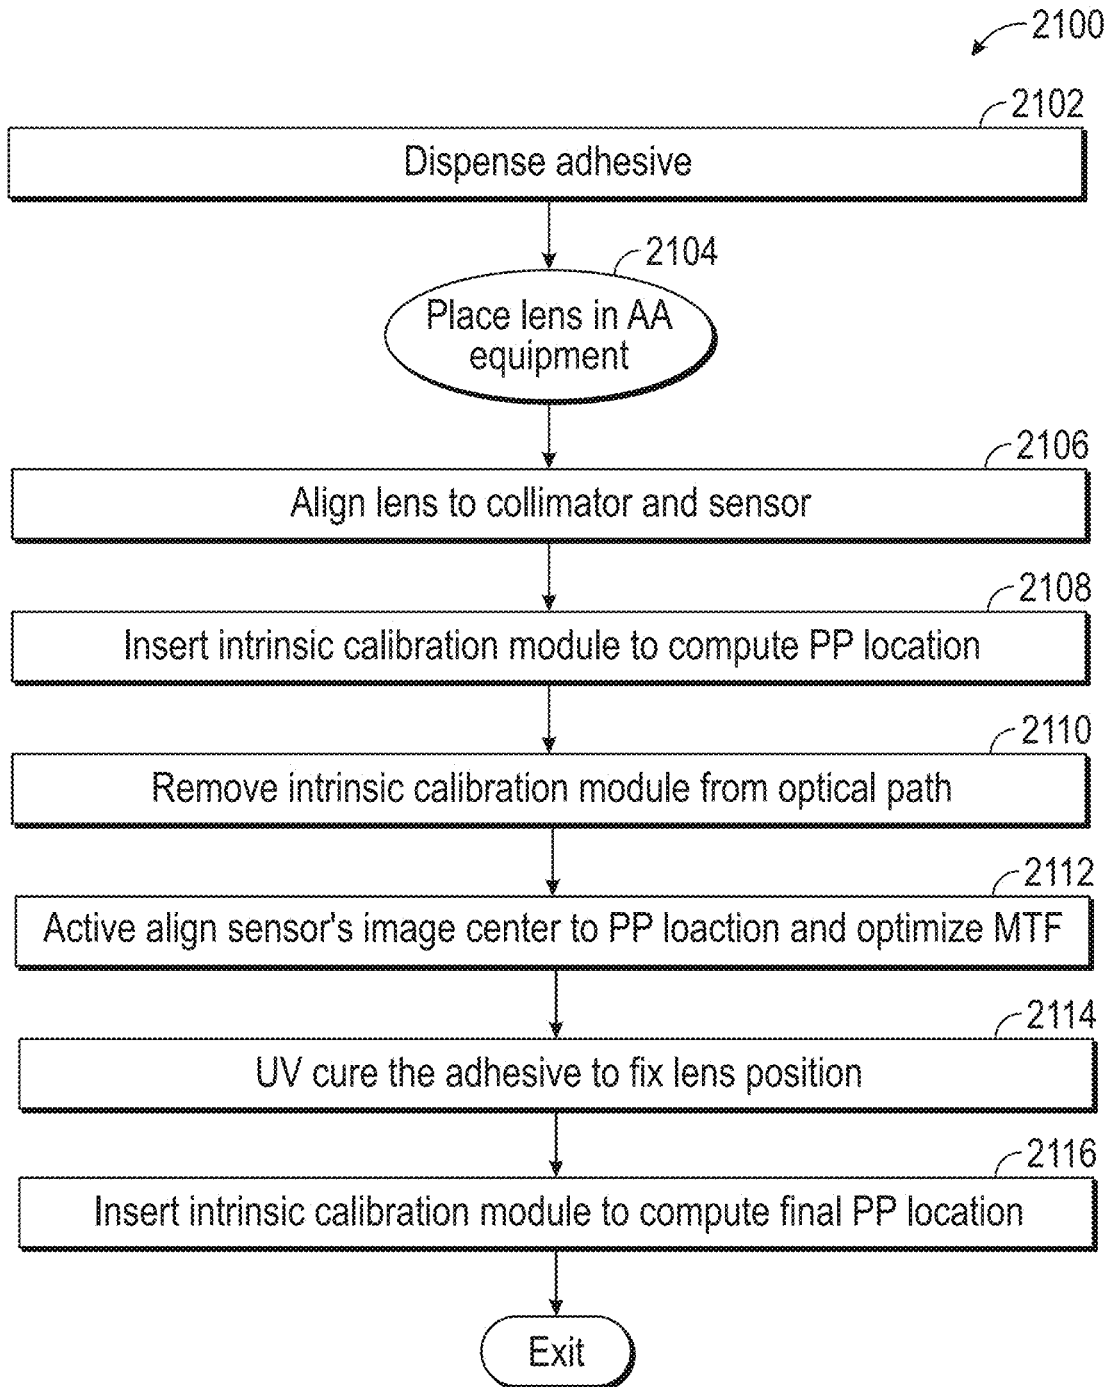 2100
2102
Dispense adhesive
2104
Place lens in AA
equipment
2106
Align lens to collimator and sensor
2108
Insert intrinsic calibration module to compute PP location
2110
Remove intrinsic calibration module from optical path
2112
Active align sensor's image center to PP loaction and optimize MTF
2114
UV cure the adhesive to fix lens position
2116
Insert intrinsic calibration module to compute final PP location
Exit